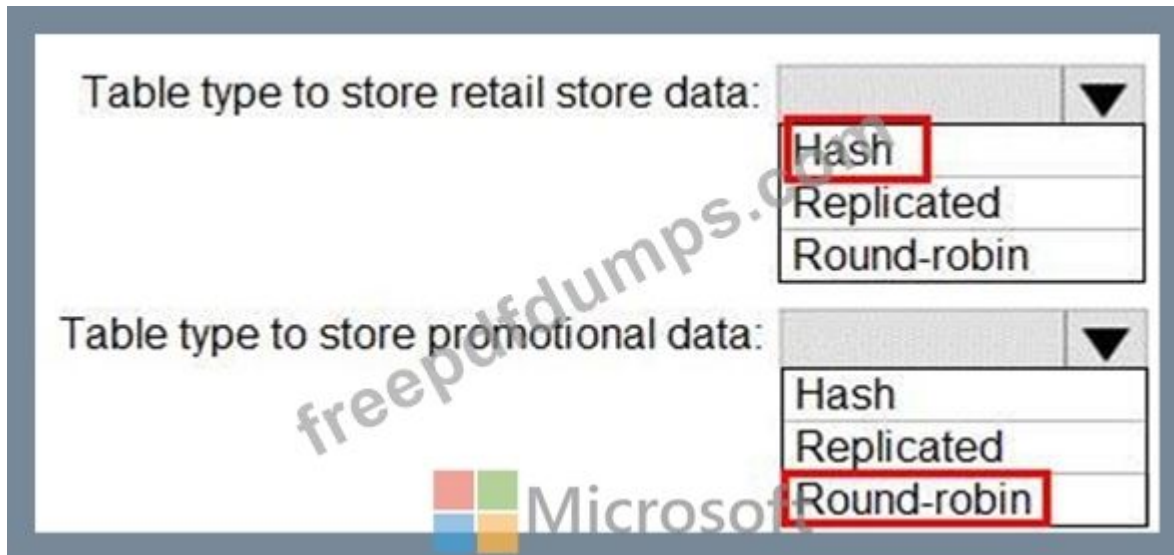 Table type to store retail store data:
Hash
Replicated
Round-robin
Table type to store promotional data:
Hash
Replicated
Round-robin
freepdfdumps.com
Microsoft